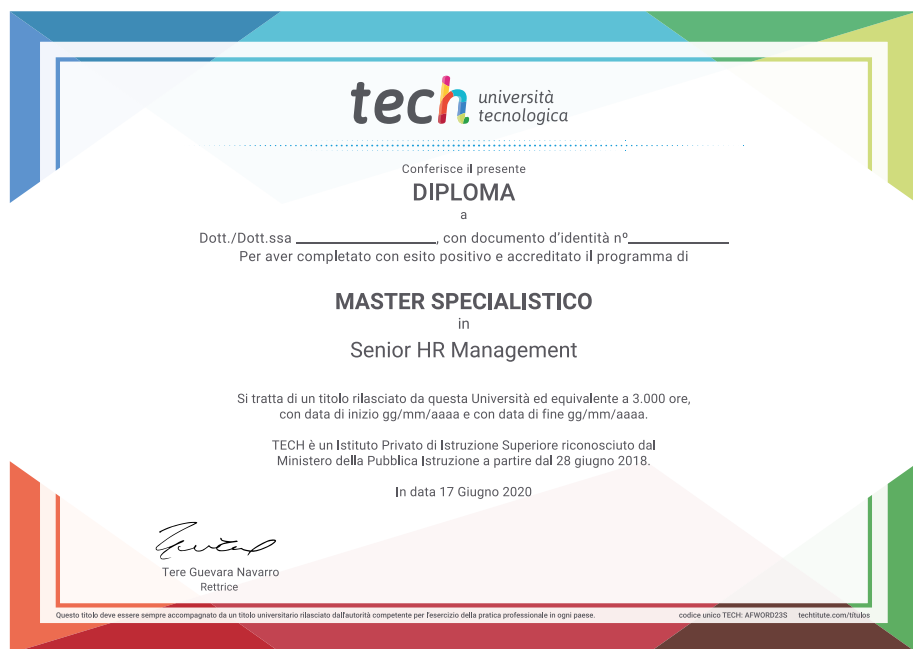 tech università
tecnologica
Conferisce il presente
DIPLOMA
a
Dott./Dott.ssa ________________, con documento d'identità nº____________
Per aver completato con esito positivo e accreditato il programma di
MASTER SPECIALISTICO
in
Senior HR Management
Si tratta di un titolo rilasciato da questa Università ed equivalente a 3.000 ore,
con data di inizio gg/mm/aaaa e con data di fine gg/mm/aaaa.
TECH è un Istituto Privato di Istruzione Superiore riconosciuto dal
Ministero della Pubblica Istruzione a partire dal 28 giugno 2018.
In data 17 Giugno 2020
Tere Guevara Navarro
Rettrice
Questo titolo deve essere sempre accompagnato da un titolo universitario rilasciato dall'autorità competente per l'esercizio della pratica professionale in ogni paese. codice unico TECH: AFWORD23S techtitute.com/títulos